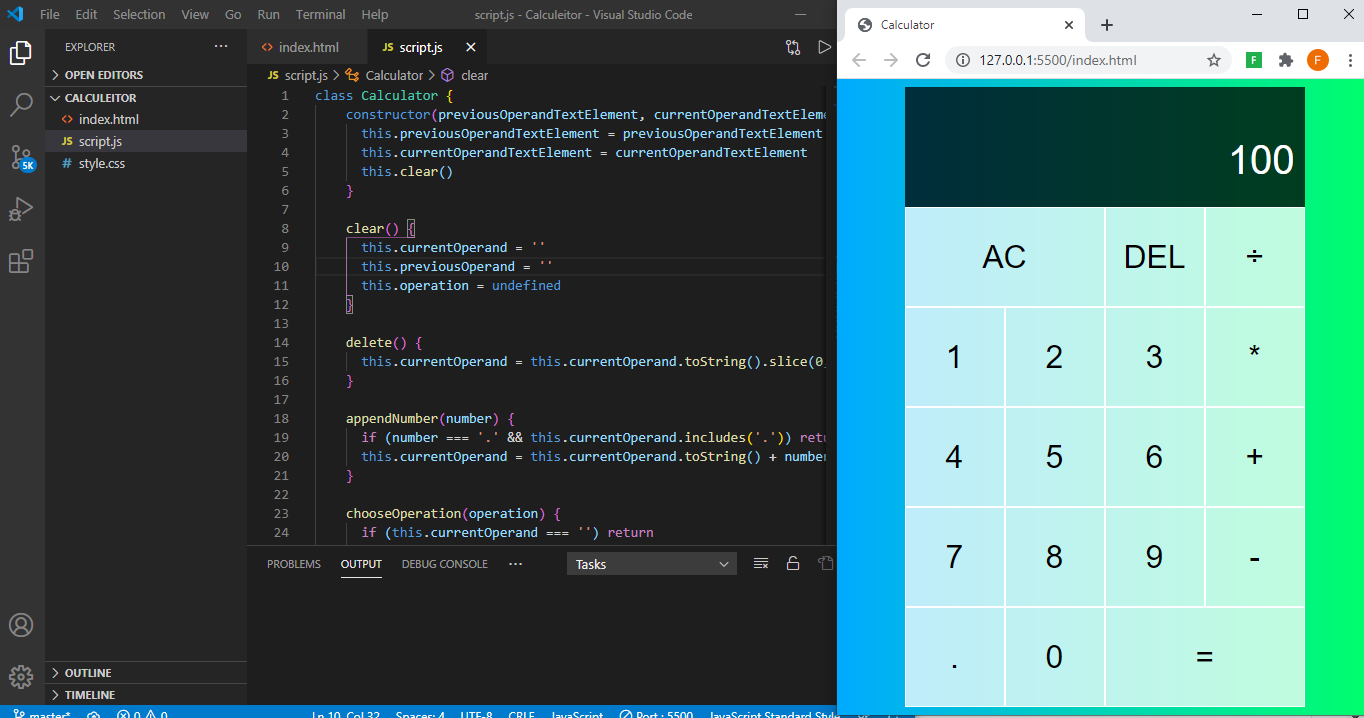 File Edit Selection View Go Run Terminal Help script.js - Calculeitor - Visual Studio Code
EXPLORER
OPEN EDITORS
CALCULEITOR
index.html
script.js
style.css
5K
OUTLINE
TIMELINE
index.html JS script.js
JS script.js > Calculator > clear
1 class Calculator {
2 constructor(previousOperandTextElement, currentOperandTextEleme
3 this.previousOperandTextElement = previousOperandTextElement
4 this.currentOperandTextElement = currentOperandTextElement
5 this.clear()
6 }
7
8 clear() {
9 this.currentOperand = ''
10 this.previousOperand = ''
11 this.operation = undefined
12 }
13
14 delete() {
15 this.currentOperand = this.currentOperand.toString().slice(0,
16 }
17
18 appendNumber(number) {
19 if (number === '.' && this.currentOperand.includes('.')) retu
20 this.currentOperand = this.currentOperand.toString() + number
21 }
22
23 chooseOperation(operation) {
24 if (this.currentOperand === '') return
PROBLEMS OUTPUT DEBUG CONSOLE ··· Tasks
master* 0 0 Ln 10, Col 32 Spaces: 4 UTF-8 CRLF JavaScript Port : 5500 JavaScript Standard Style
Calculator
127.0.0.1:5500/index.html
F F
100
AC DEL ÷
1 2 3 *
4 5 6 +
7 8 9 -
. 0 =